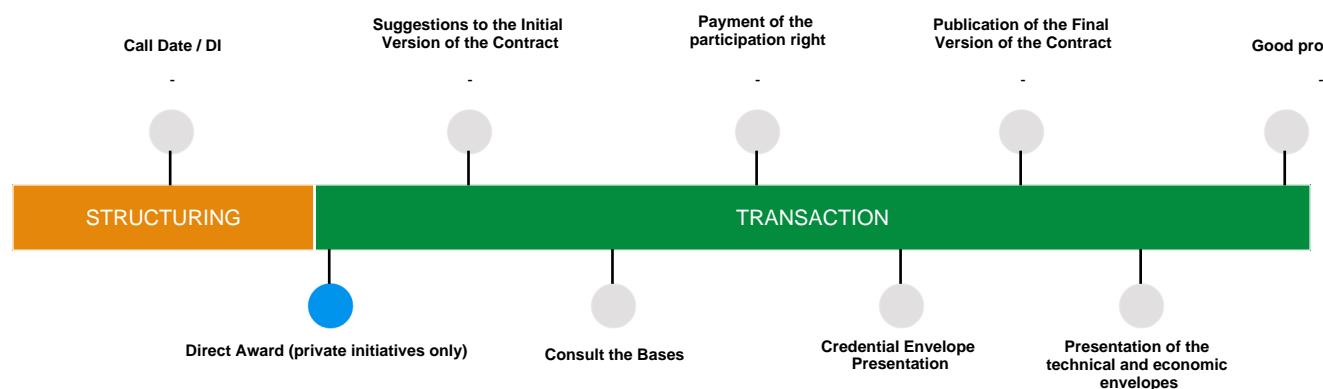 Call Date / DI
-
Suggestions to the Initial
Version of the Contract
-
Payment of the
participation right
-
Publication of the Final
Version of the Contract
-
Good pro
-
STRUCTURING
TRANSACTION
Direct Award (private initiatives only)
Consult the Bases
Credential Envelope
Presentation
Presentation of the
technical and economic
envelopes